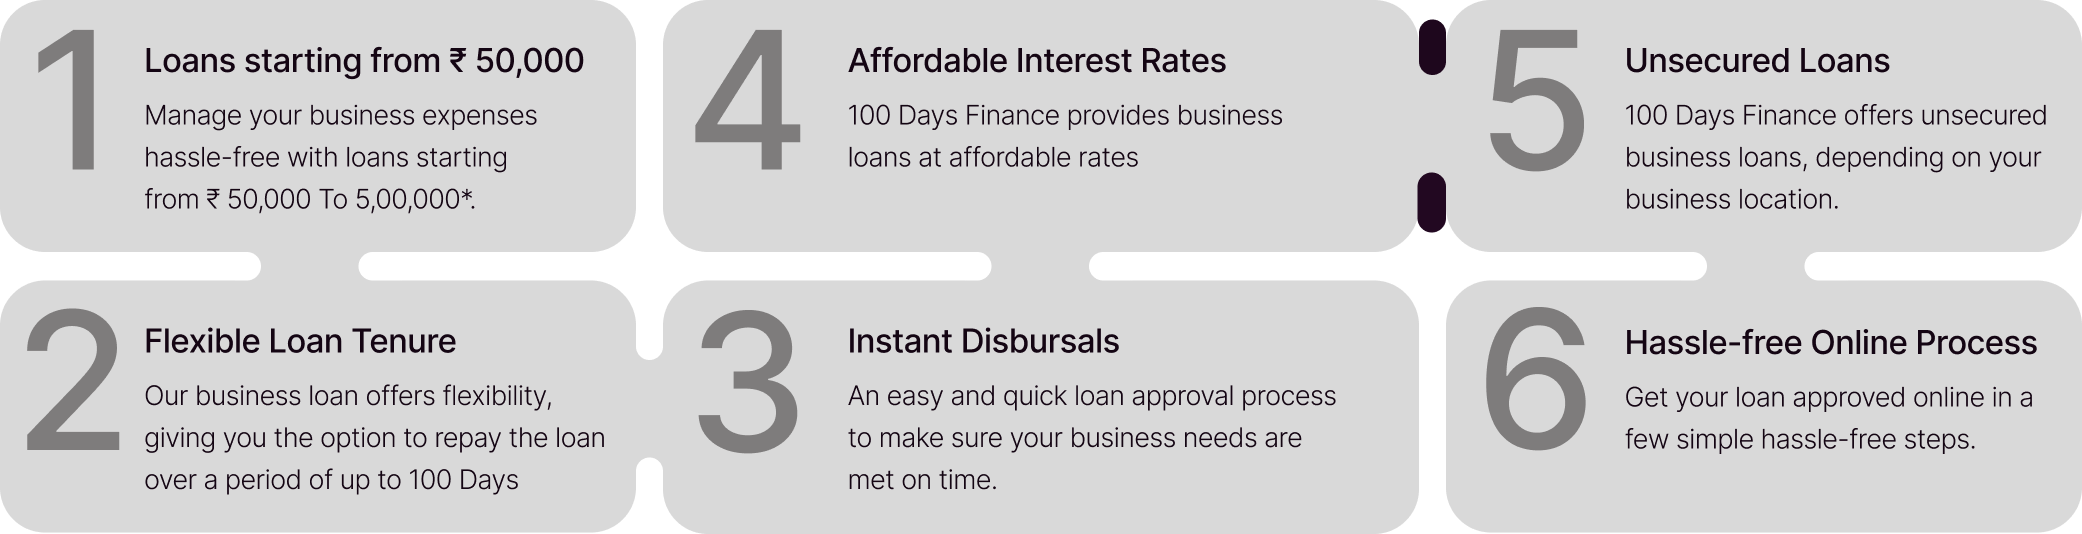 1
Loans starting from ₹ 50,000
Manage your business expenses
hassle-free with loans starting
from ₹ 50,000 To 5,00,000*.
2
Flexible Loan Tenure
Our business loan offers flexibility,
giving you the option to repay the loan
over a period of up to 100 Days
3
Instant Disbursals
An easy and quick loan approval process
to make sure your business needs are
met on time.
4
Affordable Interest Rates
100 Days Finance provides business
loans at affordable rates
5
Unsecured Loans
100 Days Finance offers unsecured
business loans, depending on your
business location.
6
Hassle-free Online Process
Get your loan approved online in a
few simple hassle-free steps.